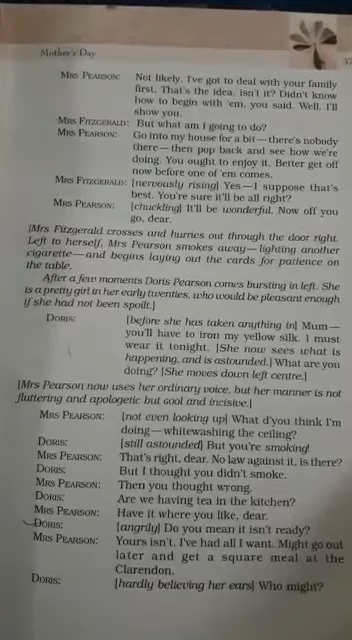 Mother's Day
MRS PEARSON: Not likely. I've got to deal with your family
first. That's the idea, isn't it? Didn't know
how to begin with 'em, you said. Well, I'll
show you.
MRS FITZGERALD: But what am I going to do?
MRS PEARSON: Go into my house for a bit—there's nobody
there—then pop back and see how we're
doing. You ought to enjoy it. Better get off
now before one of 'em comes.
MRS FITZGERALD: [nervously rising] Yes—I suppose that's
best. You're sure it'll be all right?
MRS PEARSON: [chuckling] It'll be wonderful. Now off you
go, dear.
[Mrs Fitzgerald crosses and hurries out through the door right.
Left to herself, Mrs Pearson smokes away—lighting another
cigarette—and begins laying out the cards for patience on
the table.
After a few moments Doris Pearson comes bursting in left. She
is a pretty girl in her early twenties, who would be pleasant enough
if she had not been spoilt.]
DORIS: [before she has taken anything in] Mum—
you'll have to iron my yellow silk. I must
wear it tonight. [She now sees what is
happening, and is astounded.] What are you
doing? [She moves down left centre.]
[Mrs Pearson now uses her ordinary voice, but her manner is not
fluttering and apologetic but cool and incisive.]
MRS PEARSON: [not even looking up] What d'you think I'm
doing—whitewashing the ceiling?
DORIS: [still astounded] But you're smoking!
MRS PEARSON: That's right, dear. No law against it, is there?
DORIS: But I thought you didn't smoke.
MRS PEARSON: Then you thought wrong.
DORIS: Are we having tea in the kitchen?
MRS PEARSON: Have it where you like, dear.
DORIS: [angrily] Do you mean it isn't ready?
MRS PEARSON: Yours isn't. I've had all I want. Might go out
later and get a square meal at the
Clarendon.
DORIS: [hardly believing her ears] Who might?